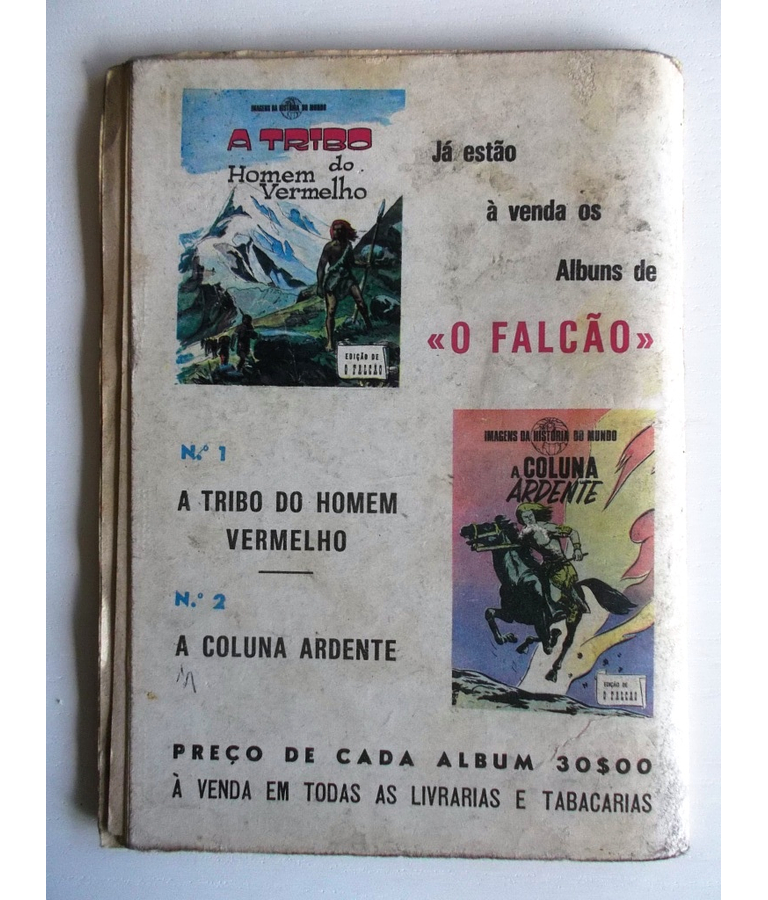 IMAGENS DA HISTÓRIA DO MUNDO
A TRIBO
do
Homem
Vermelho
EDIÇÃO DE
O FALCÃO
Já estão
à venda os
Albuns de
«O FALCÃO»
N.º 1
A TRIBO DO HOMEM
VERMELHO
N.º 2
A COLUNA ARDENTE
IMAGENS DA HISTÓRIA DO MUNDO
A COLUNA
ARDENTE
EDIÇÃO DE
O FALCÃO
PREÇO DE CADA ALBUM 30$00
À VENDA EM TODAS AS LIVRARIAS E TABACARIAS